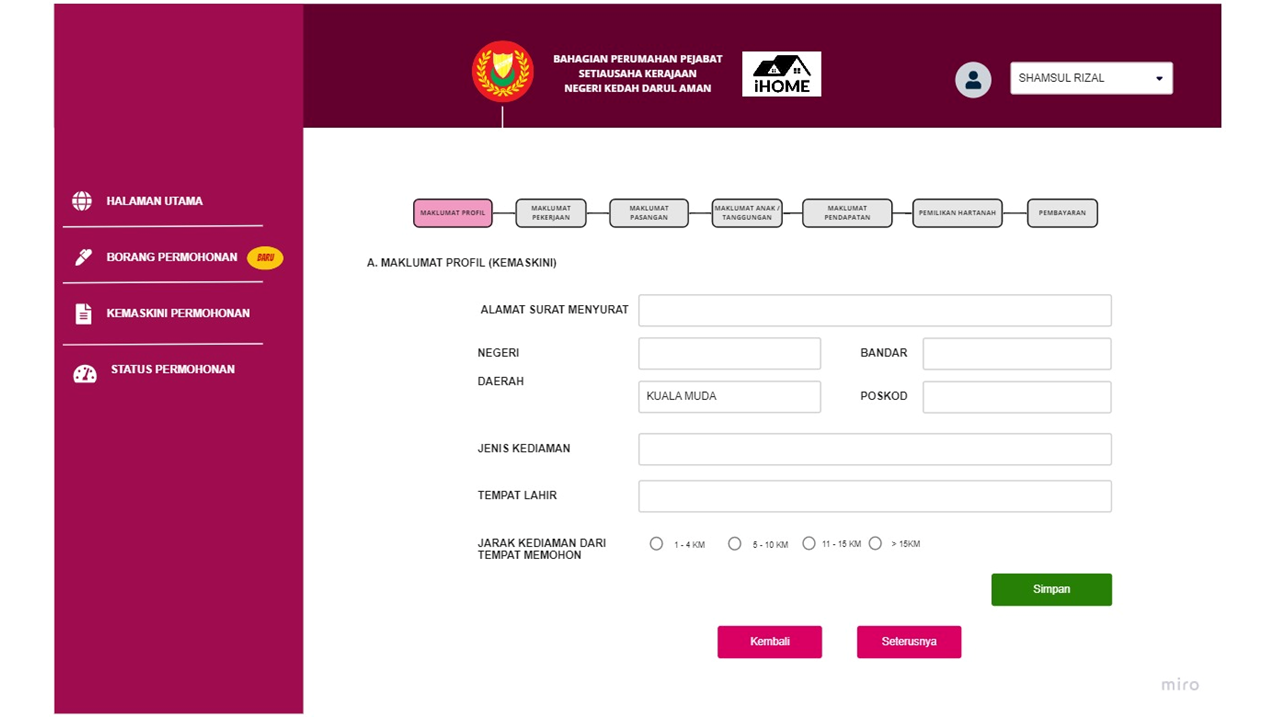 BAHAGIAN PERUMAHAN PEJABAT
SETIAUSAHA KERAJAAN
NEGERI KEDAH DARUL AMAN
iHOME
SHAMSUL RIZAL
HALAMAN UTAMA
BORANG PERMOHONAN
BARU
KEMASKINI PERMOHONAN
STATUS PERMOHONAN
MAKLUMAT PROFIL
MAKLUMAT
PEKERJAAN
MAKLUMAT
PASANGAN
MAKLUMAT ANAK /
TANGGUNGAN
MAKLUMAT
PENDAPATAN
PEMILIKAN HARTANAH
PEMBAYARAN
A. MAKLUMAT PROFIL (KEMASKINI)
ALAMAT SURAT MENYURAT
NEGERI
BANDAR
DAERAH
KUALA MUDA
POSKOD
JENIS KEDIAMAN
TEMPAT LAHIR
JARAK KEDIAMAN DARI
TEMPAT MEMOHON
1 - 4 KM
5 - 10 KM
11 - 15 KM
> 15KM
Simpan
Kembali
Seterusnya
miro